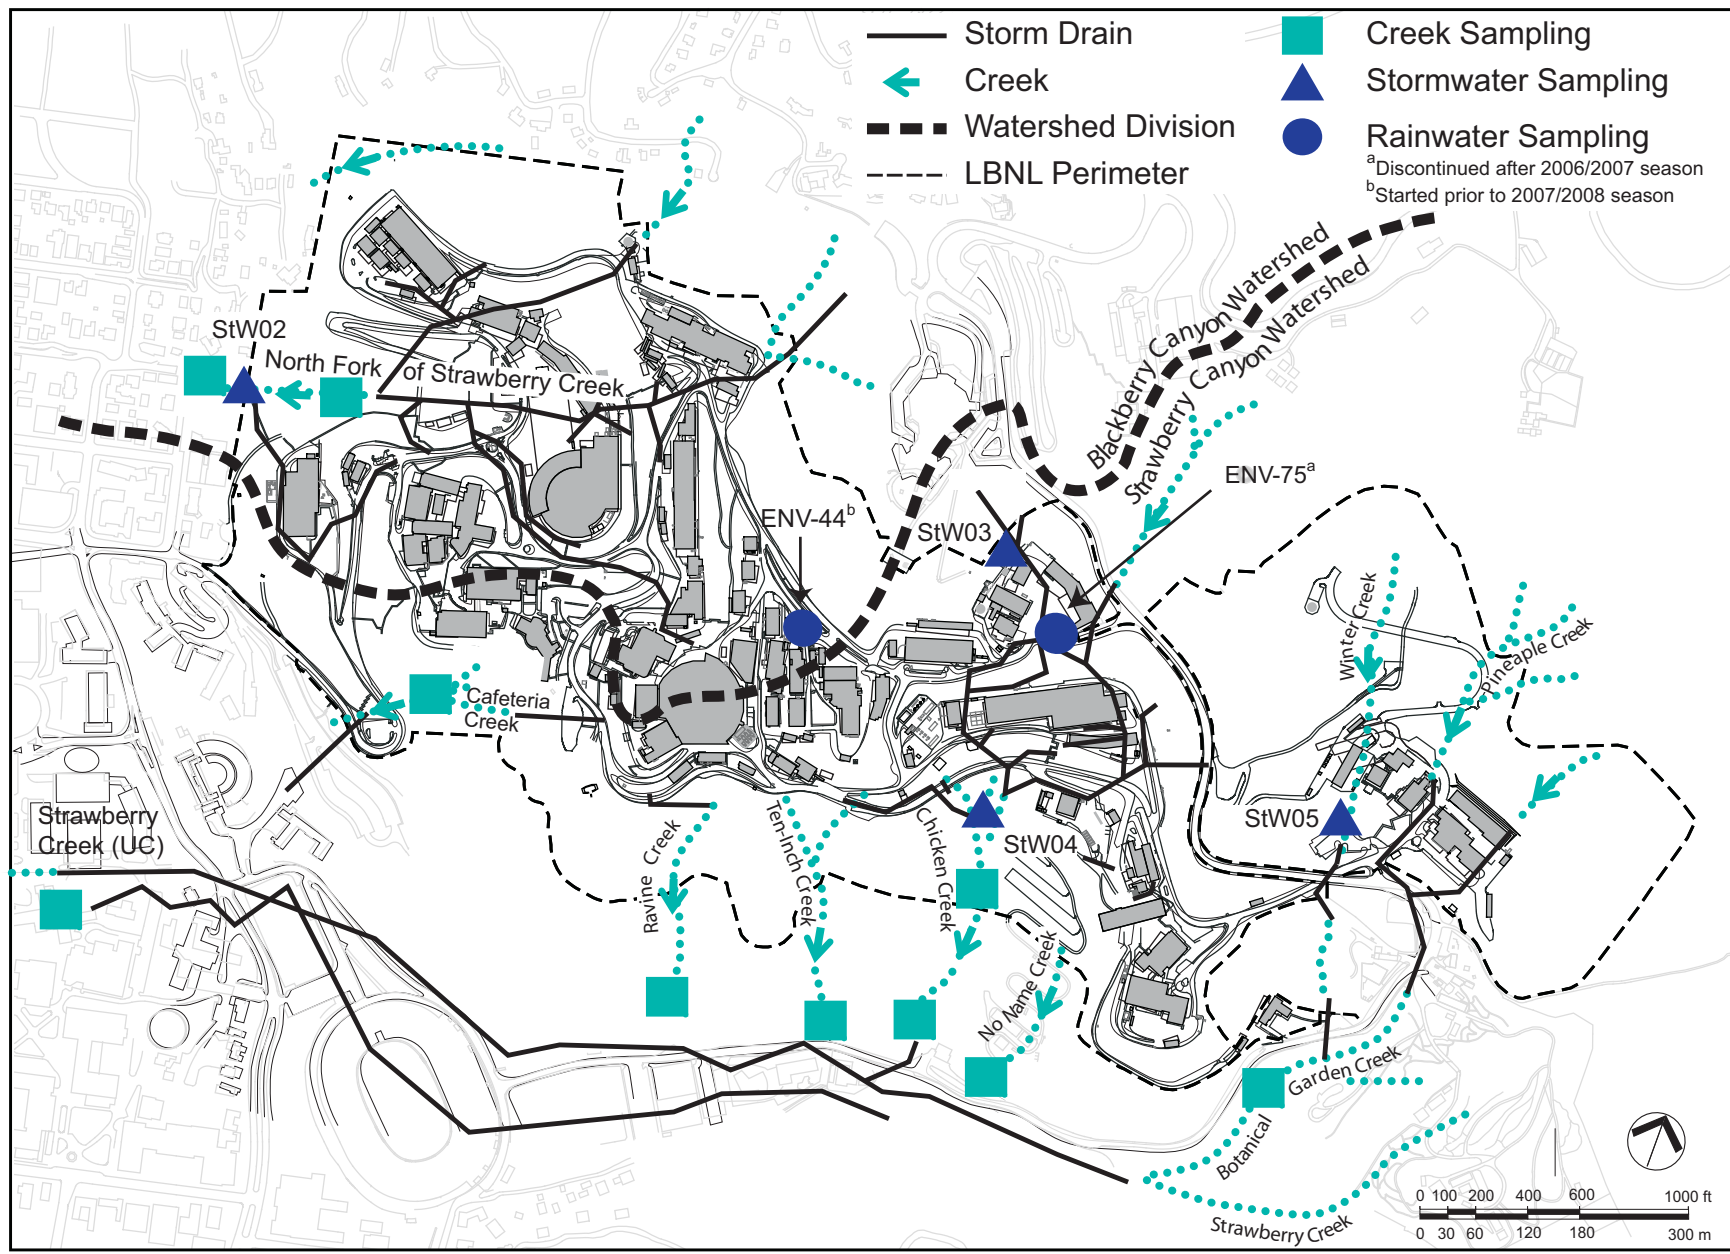 Storm Drain
Creek
Watershed Division
LBNL Perimeter
Creek Sampling
Stormwater Sampling
Rainwater Sampling
aDiscontinued after 2006/2007 season
bStarted prior to 2007/2008 season
Blackberry Canyon Watershed
Strawberry Canyon Watershed
StW02
North Fork of Strawberry Creek
ENV-75a
ENV-44b
StW03
Winter Creek
Pineaple Creek
Cafeteria
Creek
Strawberry
Creek (UC)
Ravine Creek
Ten-Inch Creek
Chicken Creek
StW04
StW05
No Name Creek
Botanical Garden Creek
Strawberry Creek
0 100 200 400 600 1000 ft
0 30 60 120 180 300 m